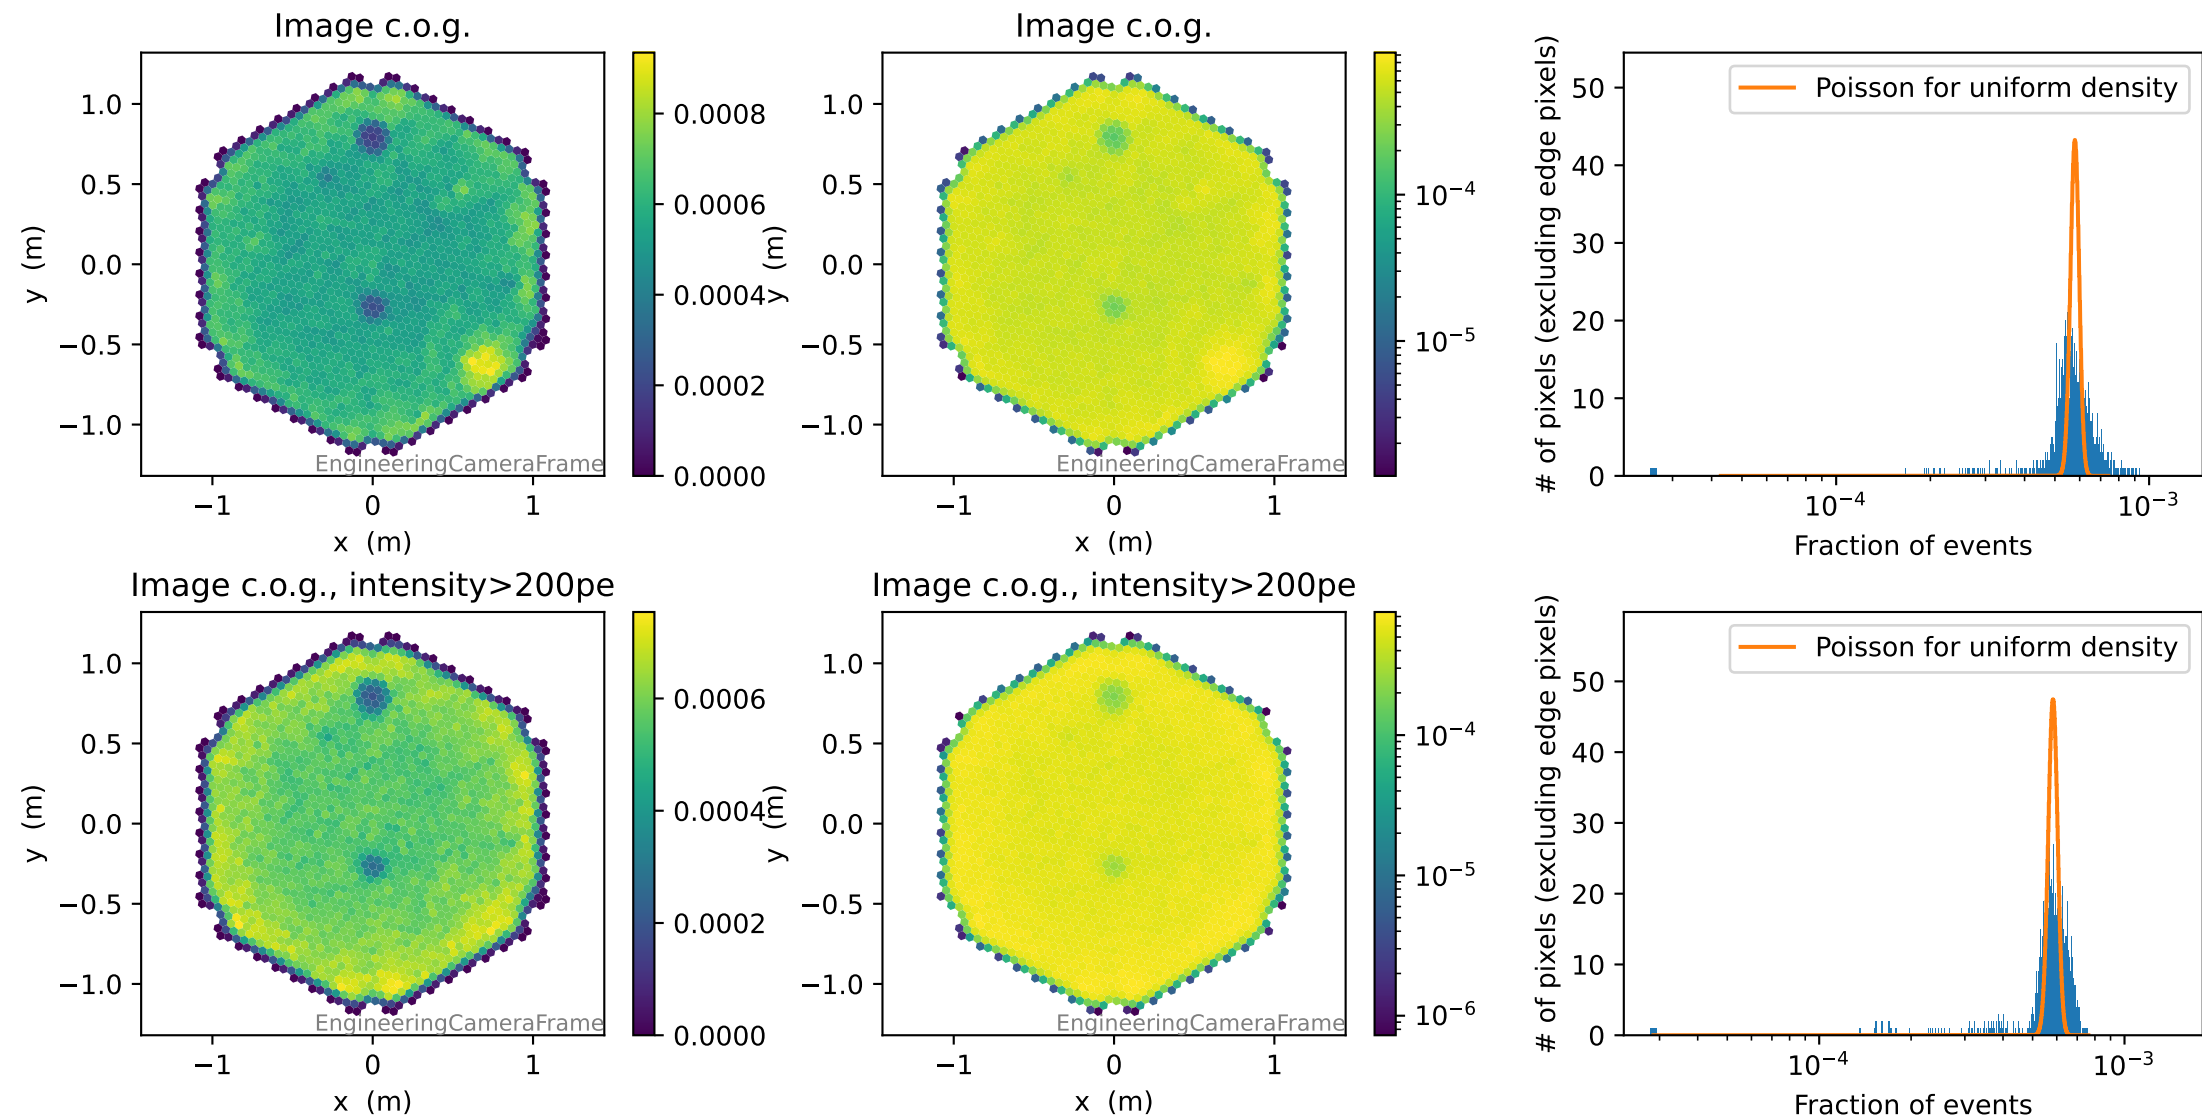 Image c.o.g.
1.0
0.5
0.0
−0.5
−1.0
y (m)
−1
0
1
x (m)
EngineeringCameraFrame
0.0008
0.0006
0.0004
0.0002
0.0000
Image c.o.g.
1.0
0.5
0.0
−0.5
−1.0
y (m)
−1
0
1
x (m)
EngineeringCameraFrame
10⁻⁴
10⁻⁵
Poisson for uniform density
50
40
30
20
10
0
# of pixels (excluding edge pixels)
10⁻⁴
10⁻³
Fraction of events
Image c.o.g., intensity>200pe
1.0
0.5
0.0
−0.5
−1.0
y (m)
−1
0
1
x (m)
EngineeringCameraFrame
0.0006
0.0004
0.0002
0.0000
Image c.o.g., intensity>200pe
1.0
0.5
0.0
−0.5
−1.0
y (m)
−1
0
1
x (m)
EngineeringCameraFrame
10⁻⁴
10⁻⁵
10⁻⁶
Poisson for uniform density
50
40
30
20
10
0
# of pixels (excluding edge pixels)
10⁻⁴
10⁻³
Fraction of events